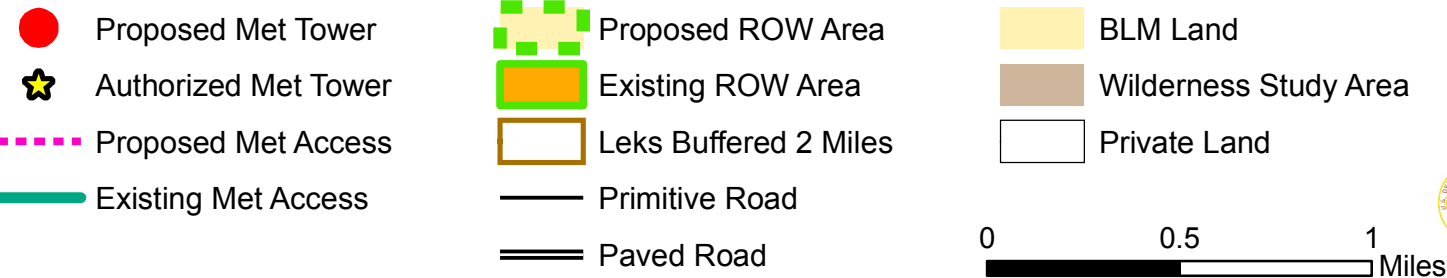 Proposed Met Tower
Authorized Met Tower
Proposed Met Access
Existing Met Access
Proposed ROW Area
Existing ROW Area
Leks Buffered 2 Miles
Primitive Road
Paved Road
BLM Land
Wilderness Study Area
Private Land
0 0.5 1
Miles